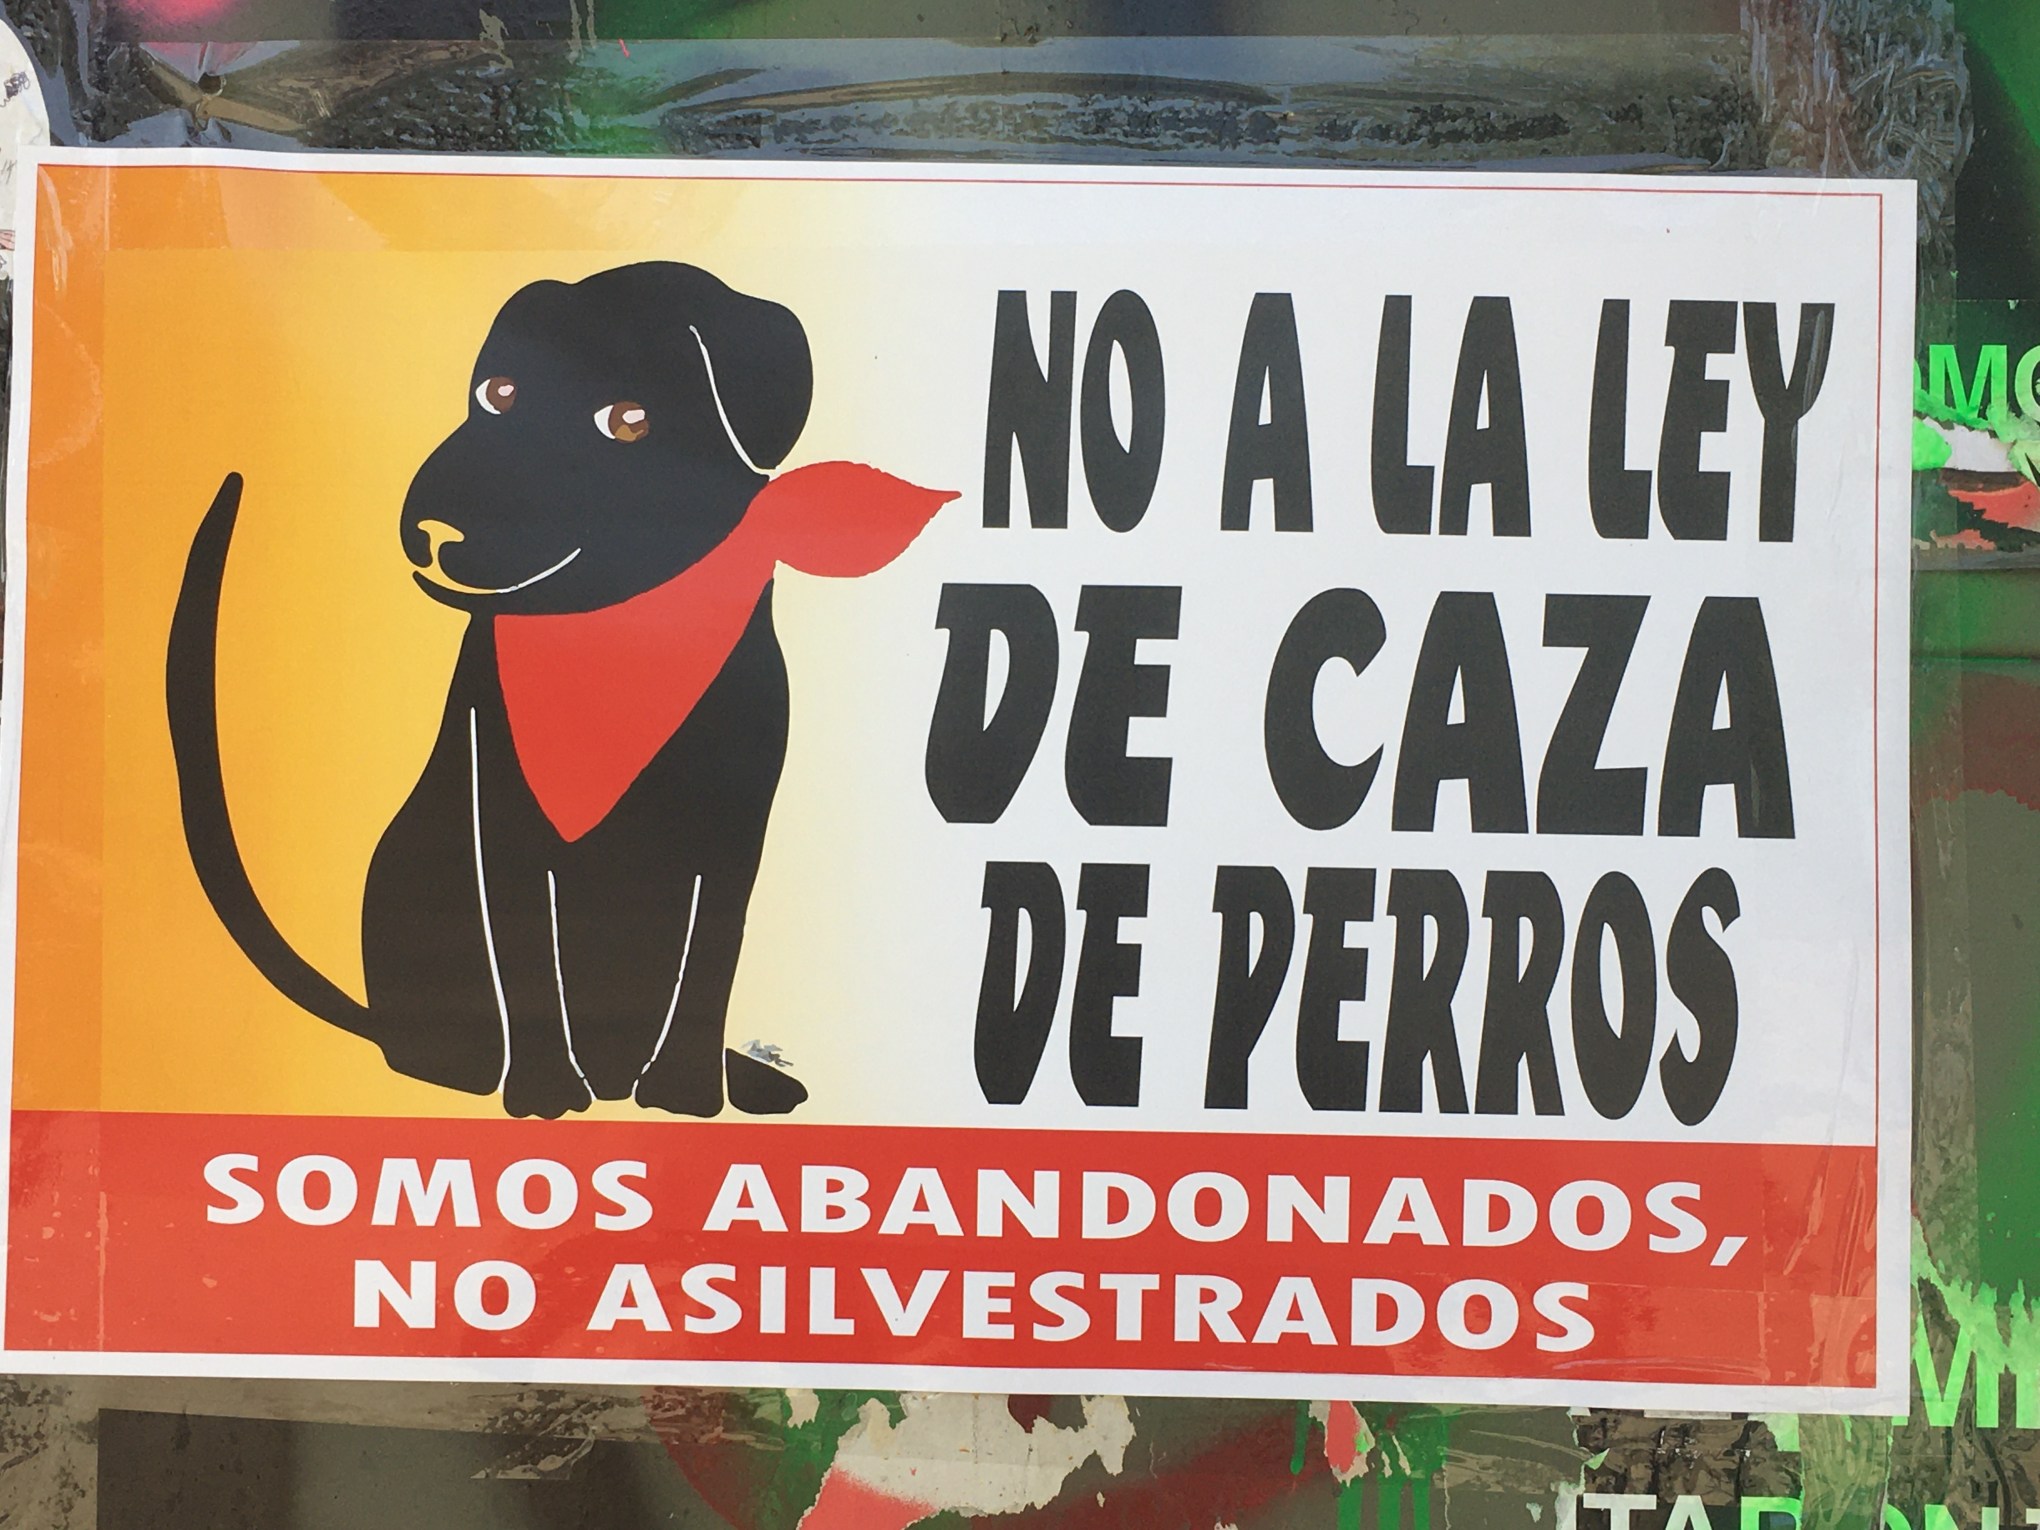 NO A LA LEY
DE CAZA
DE PERROS
SOMOS ABANDONADOS,
NO ASILVESTRADOS